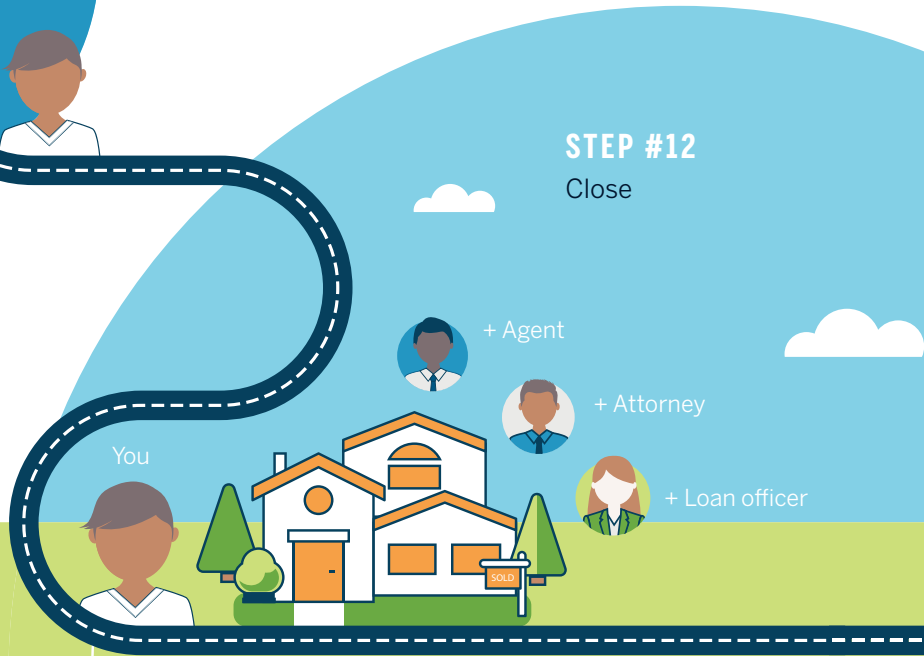 STEP #12
Close
+ Agent
+ Attorney
You
+ Loan officer
SOLD